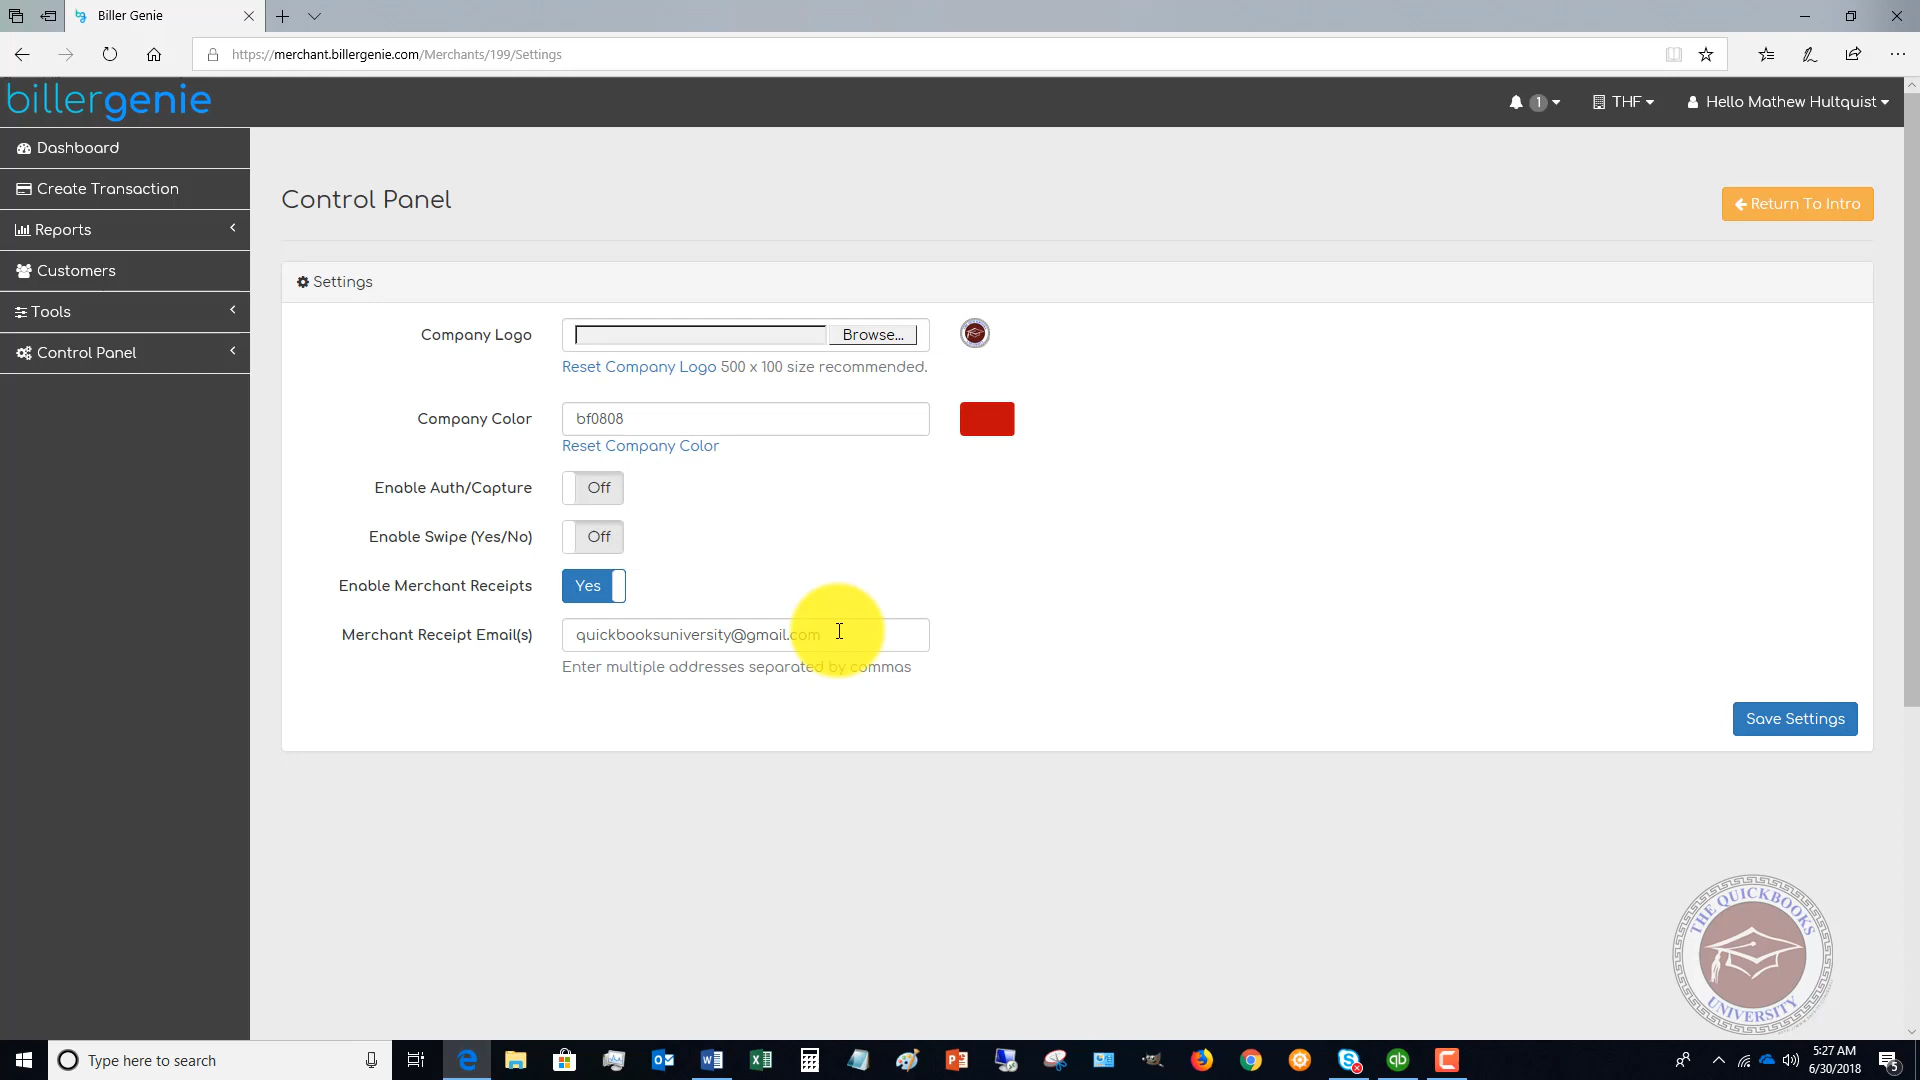 Biller Genie
https://merchant.billergenie.com/Merchants/199/Settings
billergenie
1
THF
Hello Mathew Hultquist
Dashboard
Create Transaction
Reports
Customers
Tools
Control Panel
Control Panel
Return To Intro
Settings
Company Logo
Browse...
Reset Company Logo 500 x 100 size recommended.
Company Color
bf0808
Reset Company Color
Enable Auth/Capture
Off
Enable Swipe (Yes/No)
Off
Enable Merchant Receipts
Yes
Merchant Receipt Email(s)
quickbooksuniversity@gmail.com
Enter multiple addresses separated by commas
Save Settings
THE QUICKBOOKS
UNIVERSITY
Type here to search
5:27 AM
6/30/2018
5